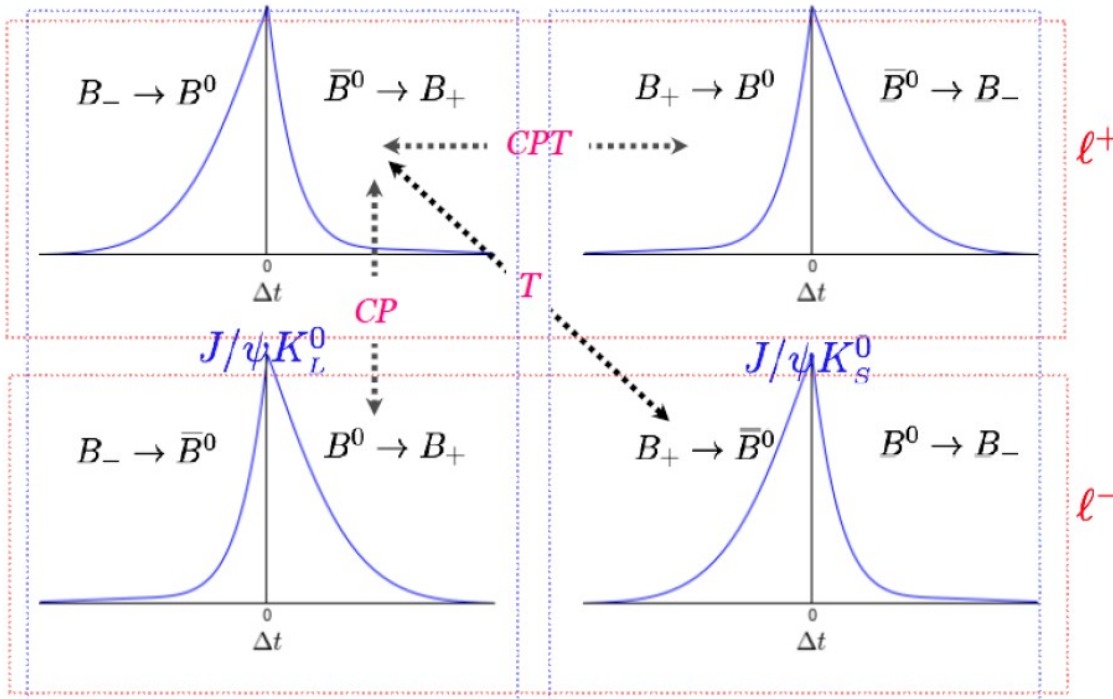 B₋ → B⁰
B̅⁰ → B₊
B₊ → B⁰
B̅⁰ → B₋
CPT
ℓ⁺
0
0
Δt
Δt
T
CP
J/ψK⁰_L
J/ψK⁰_S
B₋ → B̅⁰
B⁰ → B₊
B₊ → B̅⁰
B⁰ → B₋
ℓ⁻
0
0
Δt
Δt